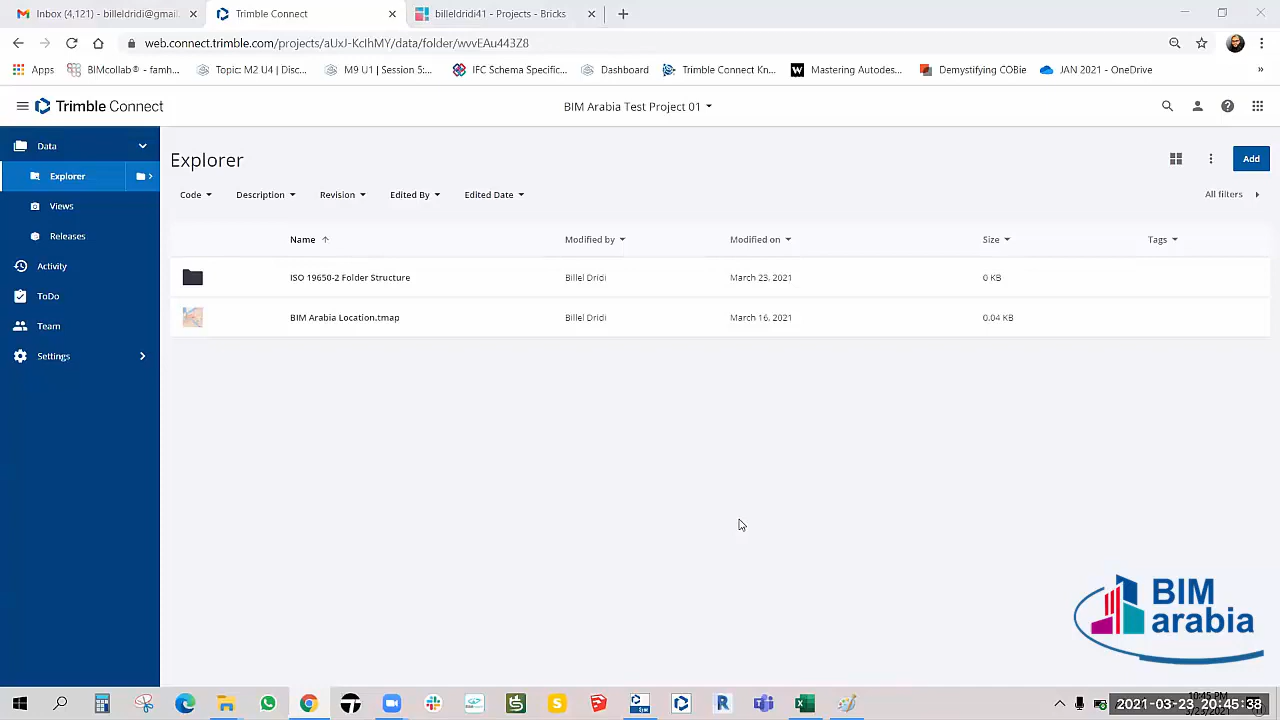 Inbox (4,121) - billeldridi@gmail.
Trimble Connect
billeldridi41 - Projects - Bricks
web.connect.trimble.com/projects/aUxJ-KcIhMY/data/folder/wvvEAu443Z8
Apps
BIMcollab® - famh...
Topic: M2 U4 | Disc...
M9 U1 | Session 5:...
IFC Schema Specific...
Dashboard
Trimble Connect Kn...
Mastering Autodes...
Demystifying COBie
JAN 2021 - OneDrive
»
Trimble Connect
BIM Arabia Test Project 01
Data
Explorer
Views
Releases
Activity
ToDo
Team
Settings
Explorer
Add
Code
Description
Revision
Edited By
Edited Date
All filters
Name
Modified by
Modified on
Size
Tags
ISO 19650-2 Folder Structure
Billel Dridi
March 23, 2021
0 KB
BIM Arabia Location.tmap
Billel Dridi
March 16, 2021
0.04 KB
BIM
arabia
10:45 PM
2021-03-23 20:45:38